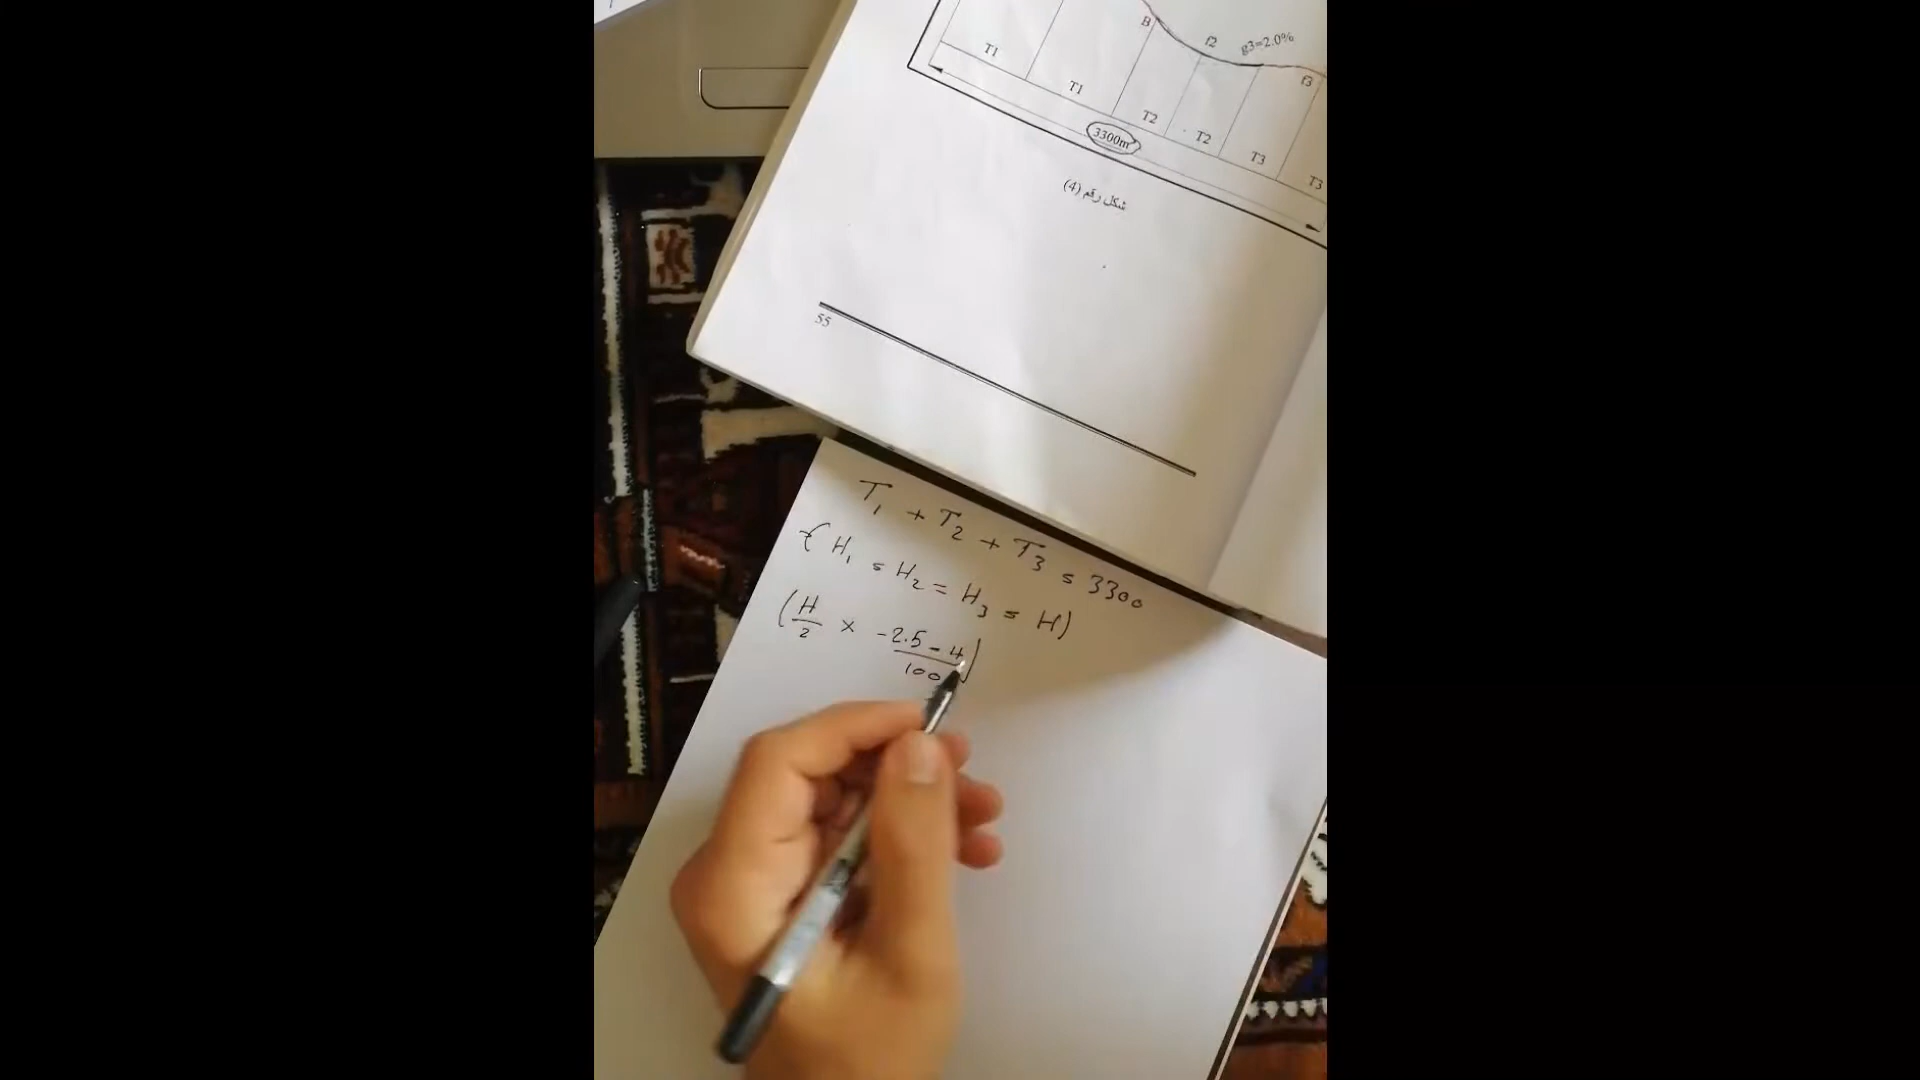 B
f2
g3=2.0%
f3
T1
T1
T2
T2
T3
T3
3300m
شكل رقم (4)
55
T1 + T2 + T3 = 3300
( H1 = H2 = H3 = H )
( H/2 × -2.5 - 4/100 )